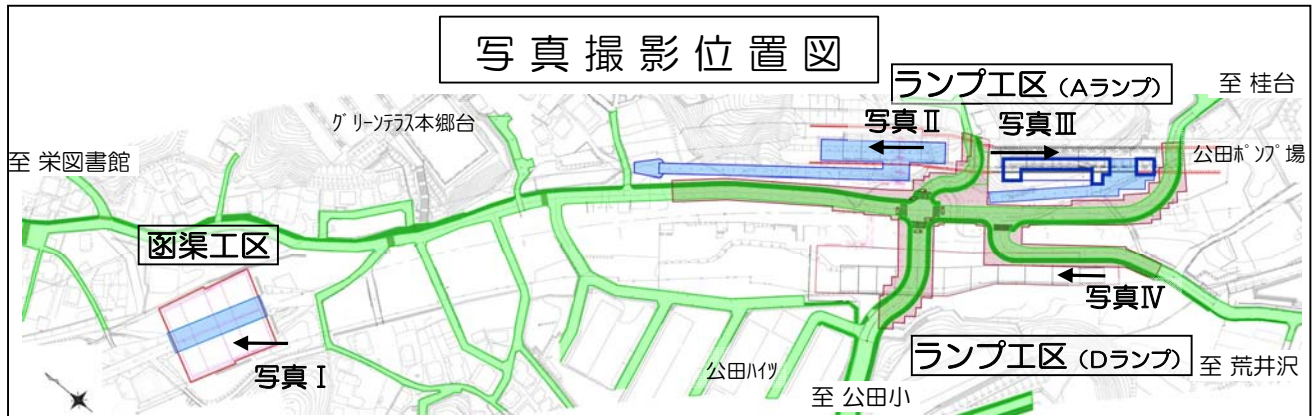 写真撮影位置図
ランプ工区（Aランプ）
至 桂台
グリーンテラス本郷台
写真Ⅱ
写真Ⅲ
至 栄図書館
公田ポンプ場
函渠工区
写真Ⅰ
写真Ⅳ
ランプ工区（Dランプ）
至 荒井沢
公田ハイツ
至 公田小